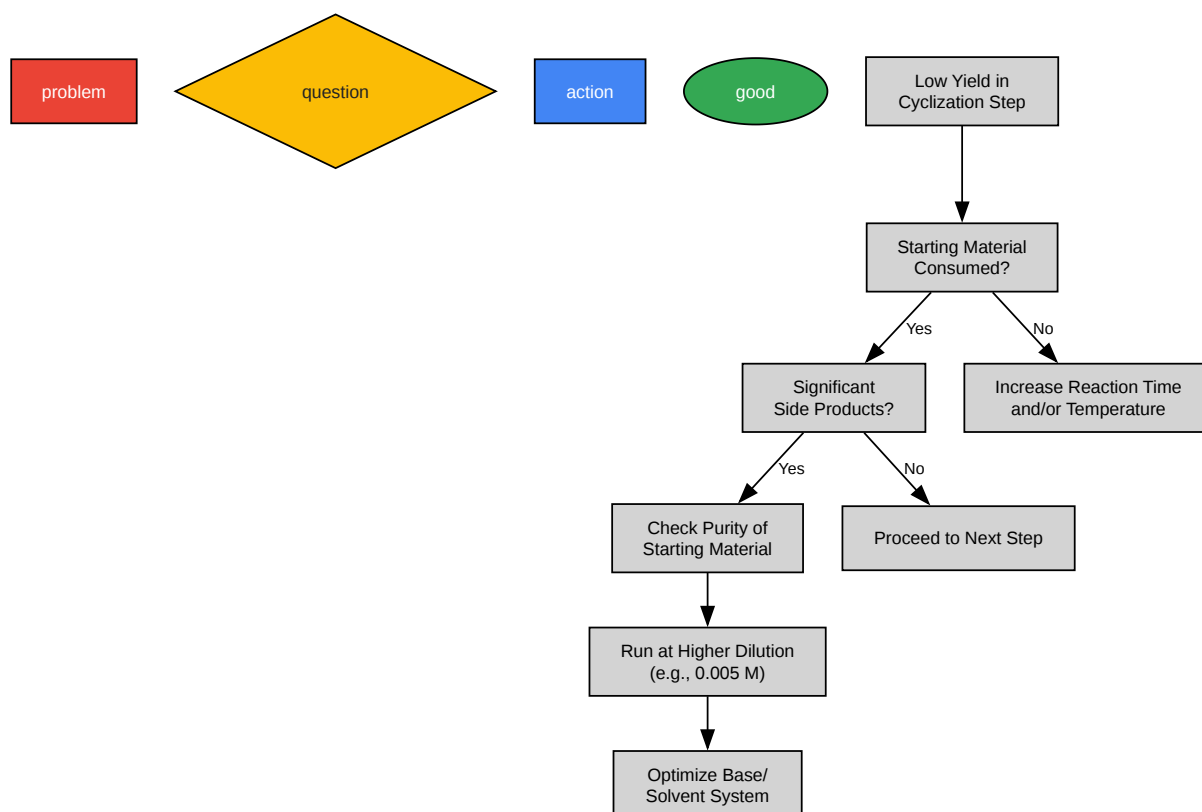 problem
question
action
good
Low Yield in
Cyclization Step
Starting Material
Consumed?
Yes
No
Significant
Side Products?
Increase Reaction Time
and/or Temperature
Yes
No
Check Purity of
Starting Material
Proceed to Next Step
Run at Higher Dilution
(e.g., 0.005 M)
Optimize Base/
Solvent System